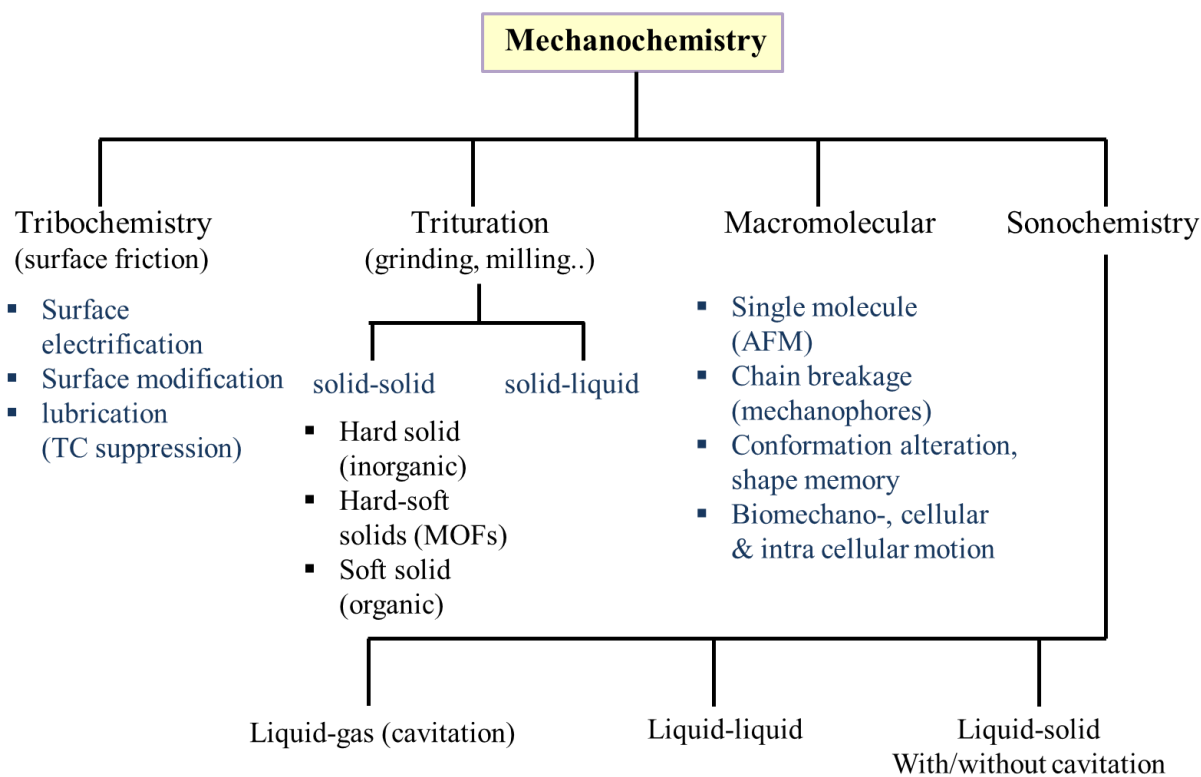 Mechanochemistry
Tribochemistry
(surface friction)
▪ Surface
electrification
▪ Surface modification
▪ lubrication
(TC suppression)
Trituration
(grinding, milling..)
solid-solid
▪ Hard solid
(inorganic)
▪ Hard-soft
solids (MOFs)
▪ Soft solid
(organic)
solid-liquid
Macromolecular
▪ Single molecule
(AFM)
▪ Chain breakage
(mechanophores)
▪ Conformation alteration,
shape memory
▪ Biomechano-, cellular
& intra cellular motion
Sonochemistry
Liquid-gas (cavitation)
Liquid-liquid
Liquid-solid
With/without cavitation